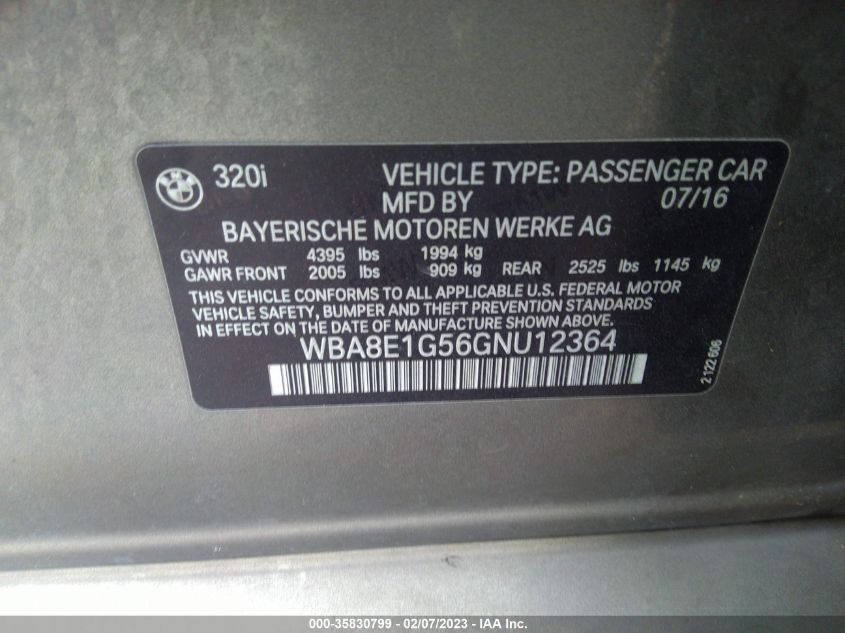 320i VEHICLE TYPE: PASSENGER CAR
MFD BY 07/16
BAYERISCHE MOTOREN WERKE AG
GVWR 4395 lbs 1994 kg
GAWR FRONT 2005 lbs 909 kg REAR 2525 lbs 1145 kg
THIS VEHICLE CONFORMS TO ALL APPLICABLE U.S. FEDERAL MOTOR
VEHICLE SAFETY, BUMPER AND THEFT PREVENTION STANDARDS
IN EFFECT ON THE DATE OF MANUFACTURE SHOWN ABOVE.
WBA8E1G56GNU12364
2 122 606
000-35830799 - 02/07/2023 - IAA Inc.